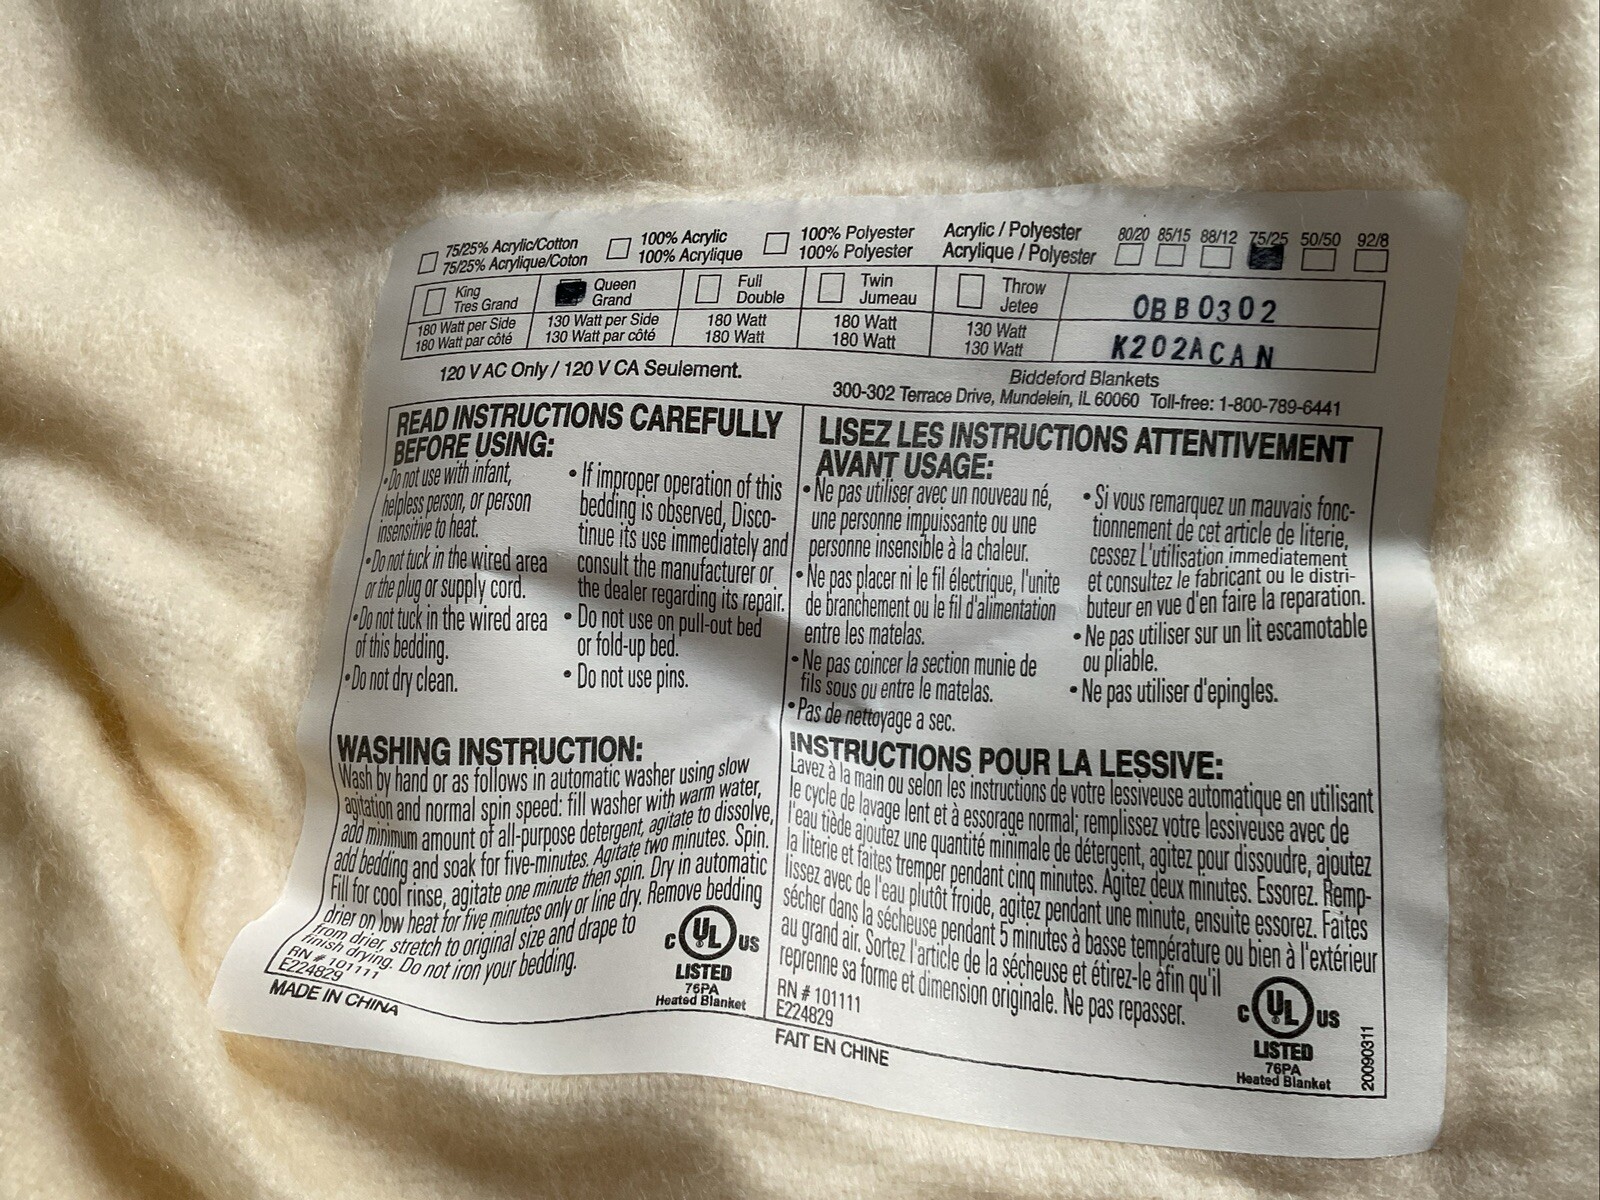 75/25% Acrylic/Cotton
75/25% Acrylique/Coton
100% Acrylic
100% Acrylique
100% Polyester
100% Polyester
Acrylic / Polyester
Acrylique / Polyester
80/20 85/15 88/12 75/25 50/50 92/8
King
Tres Grand
Queen
Grand
Full
Double
Twin
Jumeau
Throw
Jetee
OBB0302
180 Watt per Side
180 Watt par côté
130 Watt per Side
130 Watt par côté
180 Watt
180 Watt
180 Watt
180 Watt
130 Watt
130 Watt
K202ACAN
120 V AC Only / 120 V CA Seulement.
Biddeford Blankets
300-302 Terrace Drive, Mundelein, IL 60060 Toll-free: 1-800-789-6441
READ INSTRUCTIONS CAREFULLY
BEFORE USING:
• Do not use with infant,
helpless person, or person
insensitive to heat.
• Do not tuck in the wired area
or the plug or supply cord.
• Do not tuck in the wired area
of this bedding.
• Do not dry clean.
• If improper operation of this
bedding is observed, Disco-
tinue its use immediately and
consult the manufacturer or
the dealer regarding its repair.
• Do not use on pull-out bed
or fold-up bed.
• Do not use pins.
WASHING INSTRUCTION:
Wash by hand or as follows in automatic washer using slow
agitation and normal spin speed: fill washer with warm water,
add minimum amount of all-purpose detergent, agitate to dissolve,
add bedding and soak for five-minutes. Agitate two minutes. Spin.
Fill for cool rinse, agitate one minute then spin. Dry in automatic
drier on low heat for five minutes only or line dry. Remove bedding
from drier, stretch to original size and drape to
finish drying. Do not iron your bedding.
RN # 101111
E224829
MADE IN CHINA
C UL US
LISTED
76PA
Heated Blanket
LISEZ LES INSTRUCTIONS ATTENTIVEMENT
AVANT USAGE:
• Ne pas utiliser avec un nouveau né,
une personne impuissante ou une
personne insensible à la chaleur.
• Ne pas placer ni le fil électrique, l'unite
de branchement ou le fil d'alimentation
entre les matelas.
• Ne pas coincer la section munie de
fils sous ou entre le matelas.
• Pas de nettoyage a sec.
• Si vous remarquez un mauvais fonc-
tionnement de cet article de literie,
cessez L'utilisation immediatement
et consultez le fabricant ou le distri-
buteur en vue d'en faire la reparation.
• Ne pas utiliser sur un lit escamotable
ou pliable.
• Ne pas utiliser d'epingles.
INSTRUCTIONS POUR LA LESSIVE:
Lavez à la main ou selon les instructions de votre lessiveuse automatique en utilisant
le cycle de lavage lent et à essorage normal; remplissez votre lessiveuse avec de
l'eau tiède ajoutez une quantité minimale de détergent, agitez pour dissoudre, ajoutez
la literie et faites tremper pendant cinq minutes. Agitez deux minutes. Essorez. Remp-
lissez avec de l'eau plutôt froide, agitez pendant une minute, ensuite essorez. Faites
sécher dans la sécheuse pendant 5 minutes à basse température ou bien à l'extérieur
au grand air. Sortez l'article de la sécheuse et étirez-le afin qu'il
reprenne sa forme et dimension originale. Ne pas repasser.
RN # 101111
E224829
FAIT EN CHINE
C UL US
LISTED
76PA
Heated Blanket
20090311